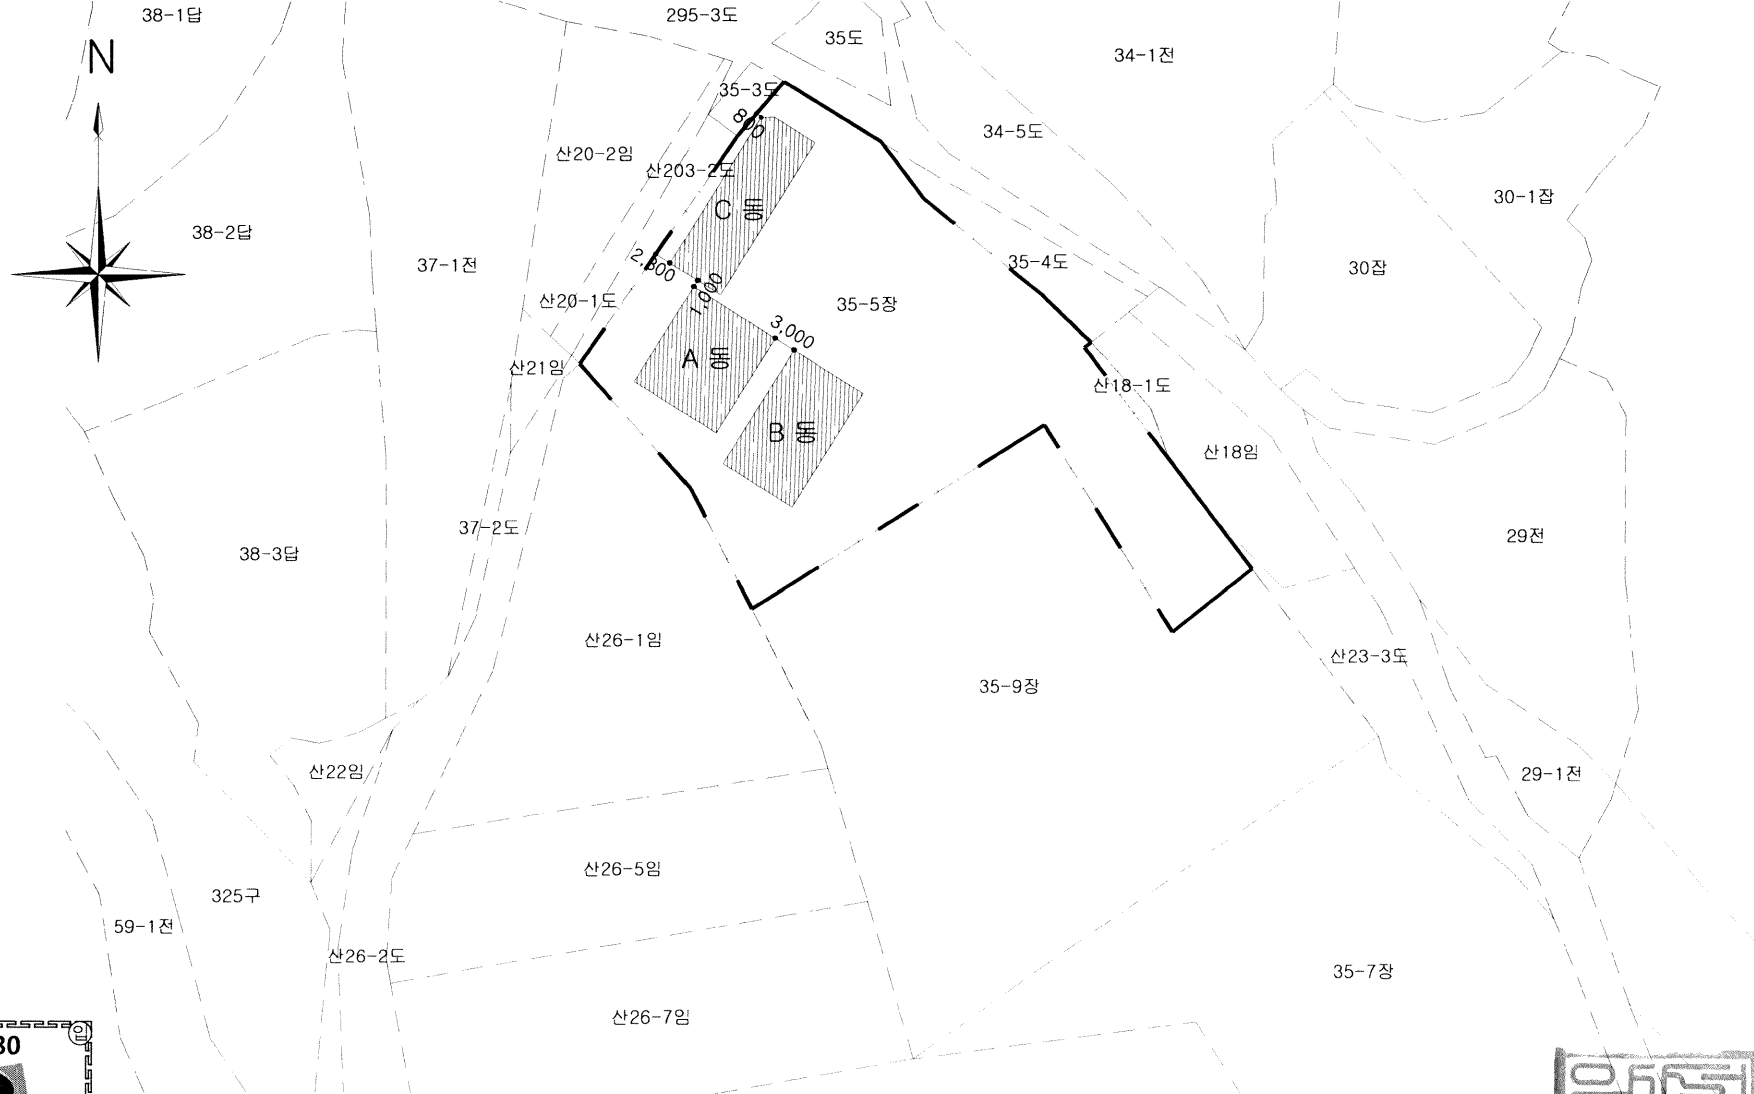 38-1답
295-3도
35도
N
34-1전
35-3도
800
34-5도
산20-2임
산203-2도
30-1잡
C 동
38-2답
37-1전
2,800
35-4도
30잡
1,000
산20-1도
35-5장
3,000
A 동
산21임
산18-1도
B 동
산18임
37-2도
29전
38-3답
산26-1임
산23-3도
35-9장
산22임
29-1전
산26-5임
325구
59-1전
산26-2도
35-7장
산26-7임
인